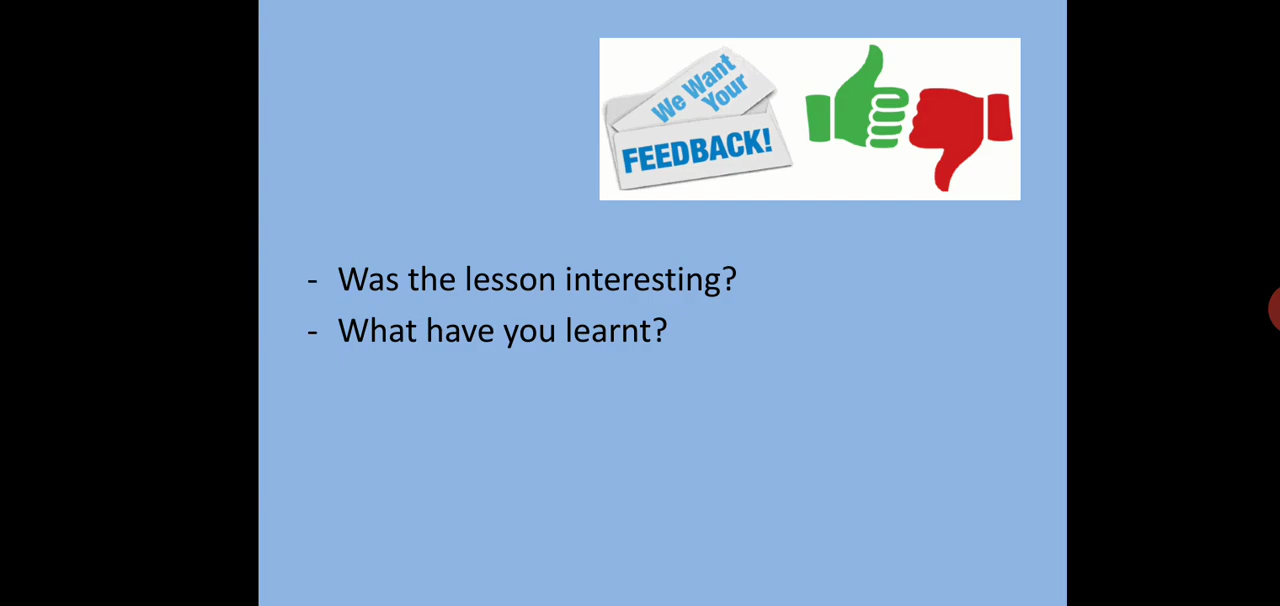 We Want
Your
FEEDBACK!
- Was the lesson interesting?
- What have you learnt?